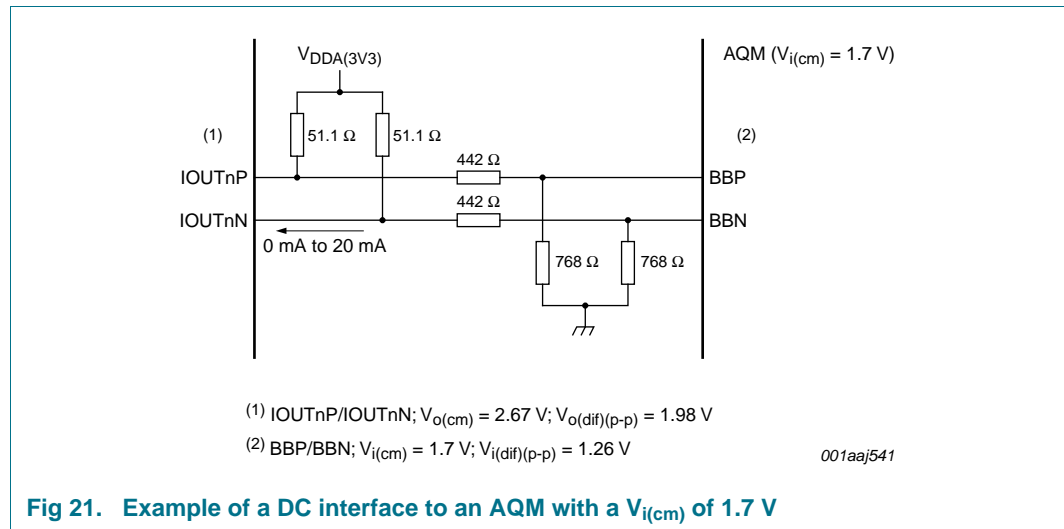 VDDA(3V3)
AQM (Vi(cm) = 1.7 V)
(1)
51.1 Ω
51.1 Ω
(2)
442 Ω
IOUTnP
BBP
442 Ω
IOUTnN
BBN
0 mA to 20 mA
768 Ω
768 Ω
(1) IOUTnP/IOUTnN; Vo(cm) = 2.67 V; Vo(dif)(p-p) = 1.98 V
(2) BBP/BBN; Vi(cm) = 1.7 V; Vi(dif)(p-p) = 1.26 V
001aaj541
Fig 21. Example of a DC interface to an AQM with a Vi(cm) of 1.7 V